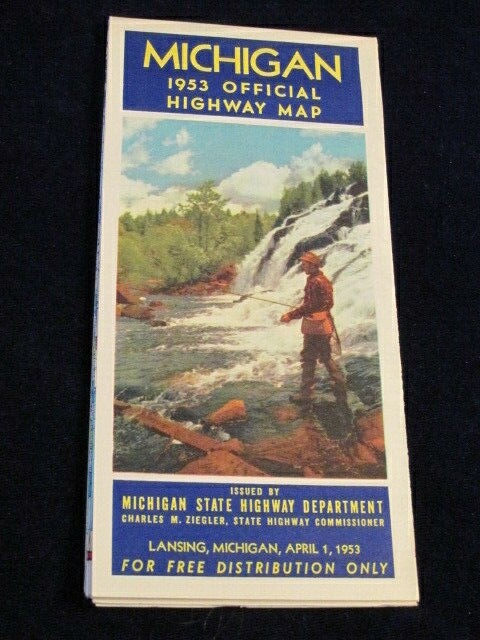 MICHIGAN
1953 OFFICIAL
HIGHWAY MAP
ISSUED BY
MICHIGAN STATE HIGHWAY DEPARTMENT
CHARLES M. ZIEGLER, STATE HIGHWAY COMMISSIONER
LANSING, MICHIGAN, APRIL 1, 1953
FOR FREE DISTRIBUTION ONLY